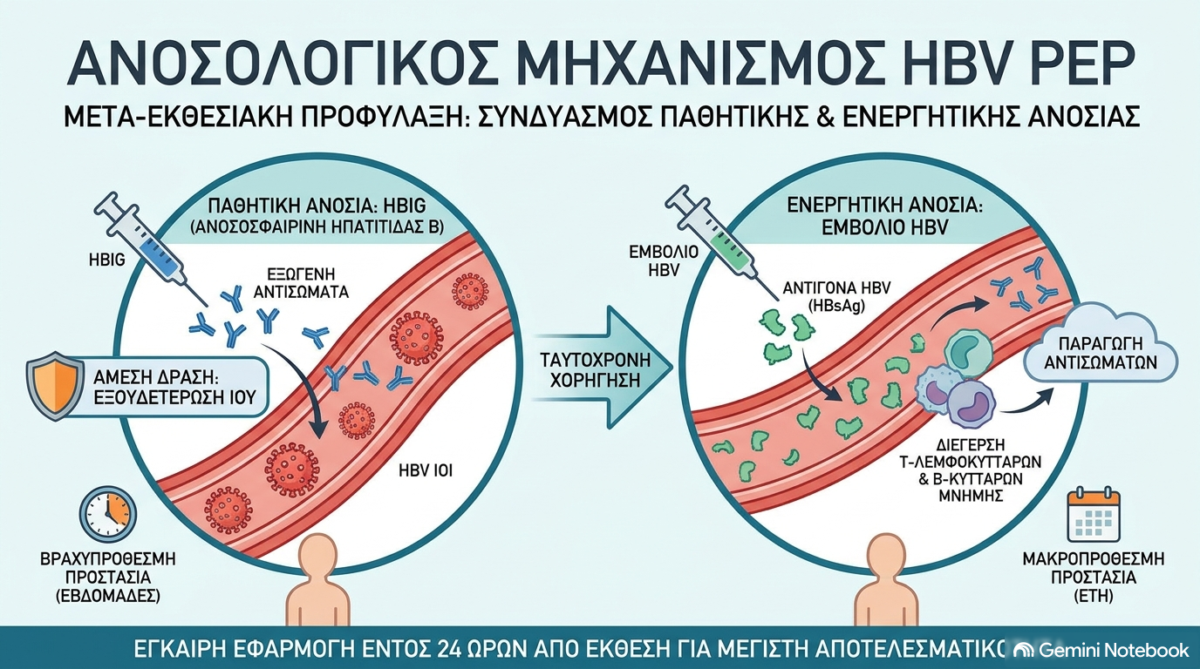 ΑΝΟΣΟΛΟΓΙΚΟΣ ΜΗΧΑΝΙΣΜΟΣ HBV PEP
ΜΕΤΑ-ΕΚΘΕΣΙΑΚΗ ΠΡΟΦΥΛΑΞΗ: ΣΥΝΔΥΑΣΜΟΣ ΠΑΘΗΤΙΚΗΣ & ΕΝΕΡΓΗΤΙΚΗΣ ΑΝΟΣΙΑΣ
ΠΑΘΗΤΙΚΗ ΑΝΟΣΙΑ: HBIG
(ΑΝΟΣΟΣΦΑΙΡΙΝΗ ΗΠΑΤΙΤΙΔΑΣ Β)
HBIG
ΕΞΩΓΕΝΗ
ΑΝΤΙΣΩΜΑΤΑ
ΑΜΕΣΗ ΔΡΑΣΗ:
ΕΞΟΥΔΕΤΕΡΩΣΗ ΙΟΥ
HBV ΙΟΙ
ΒΡΑΧΥΠΡΟΘΕΣΜΗ
ΠΡΟΣΤΑΣΙΑ
(ΕΒΔΟΜΑΔΕΣ)
ΤΑΥΤΟΧΡΟΝΗ
ΧΟΡΗΓΗΣΗ
ΕΝΕΡΓΗΤΙΚΗ ΑΝΟΣΙΑ:
ΕΜΒΟΛΙΟ HBV
ΕΜΒΟΛΙΟ
HBV
ΑΝΤΙΓΟΝΑ HBV
(HBsAg)
ΠΑΡΑΓΩΓΗ
ΑΝΤΙΣΩΜΑΤΩΝ
ΔΙΕΓΕΡΣΗ
Τ-ΛΕΜΦΟΚΥΤΤΑΡΩΝ
& Β-ΚΥΤΤΑΡΩΝ
ΜΝΗΜΗΣ
ΜΑΚΡΟΠΡΟΘΕΣΜΗ
ΠΡΟΣΤΑΣΙΑ
(ΕΤΗ)
ΕΓΚΑΙΡΗ ΕΦΑΡΜΟΓΗ ΕΝΤΟΣ 24 ΩΡΩΝ ΑΠΟ ΕΚΘΕΣΗ ΓΙΑ ΜΕΓΙΣΤΗ
Gemini Notebook